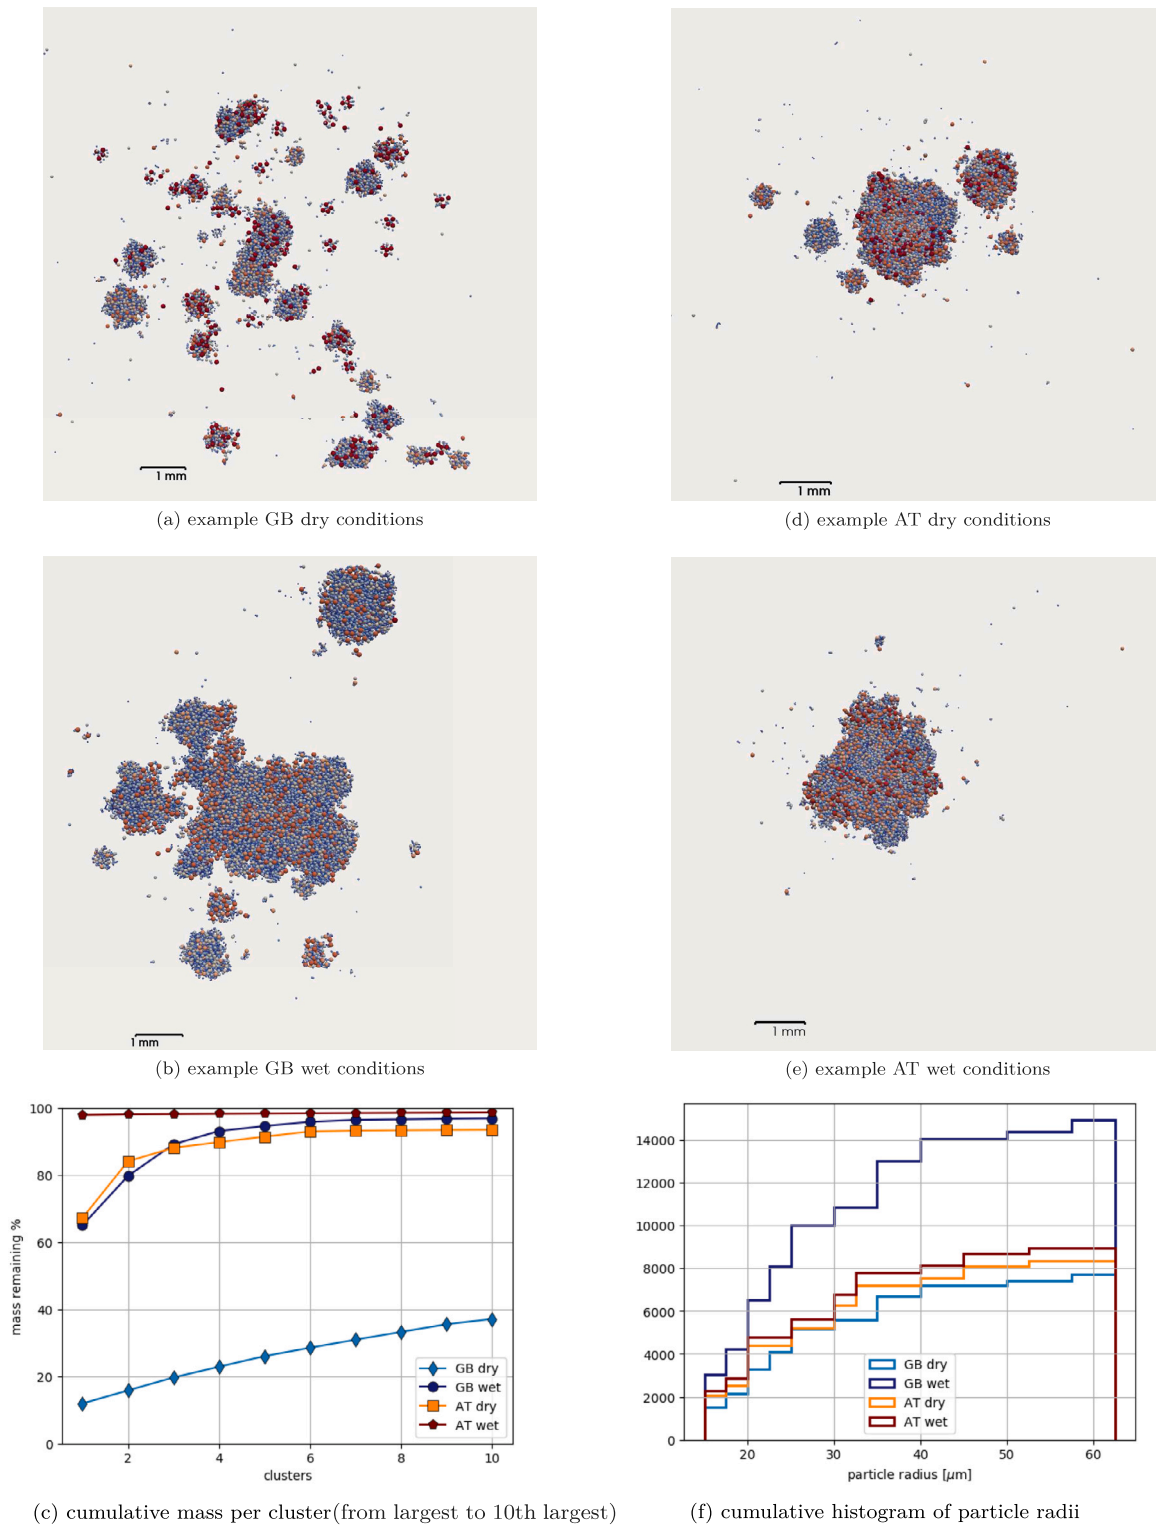 1 mm
(a) example GB dry conditions
1 mm
(d) example AT dry conditions
1 mm
(b) example GB wet conditions
1 mm
(e) example AT wet conditions
mass remaining %
100
80
60
40
20
0
2
4
6
8
10
clusters
GB dry
GB wet
AT dry
AT wet
(c) cumulative mass per cluster(from largest to 10th largest)
14000
12000
10000
8000
6000
4000
2000
0
20
30
40
50
60
particle radius [μm]
GB dry
GB wet
AT dry
AT wet
(f) cumulative histogram of particle radii